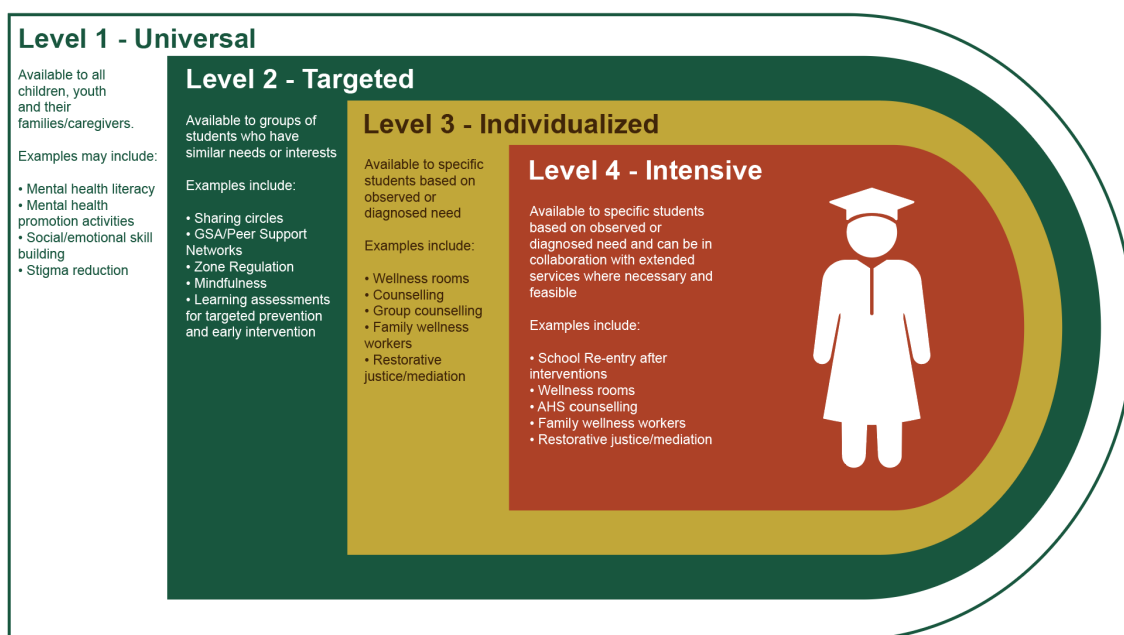 Level 1 - Universal
Available to all
children, youth
and their
families/caregivers.
Examples may include:
• Mental health literacy
• Mental health
promotion activities
• Social/emotional skill
building
• Stigma reduction
Level 2 - Targeted
Available to groups of
students who have
similar needs or interests
Examples include:
• Sharing circles
• GSA/Peer Support
Networks
• Zone Regulation
• Mindfulness
• Learning assessments
for targeted prevention
and early intervention
Level 3 - Individualized
Available to specific
students based on
observed or
diagnosed need
Examples include:
• Wellness rooms
• Counselling
• Group counselling
• Family wellness
workers
• Restorative
justice/mediation
Level 4 - Intensive
Available to specific students
based on observed or
diagnosed need and can be in
collaboration with extended
services where necessary and
feasible
Examples include:
• School Re-entry after
interventions
• Wellness rooms
• AHS counselling
• Family wellness workers
• Restorative justice/mediation